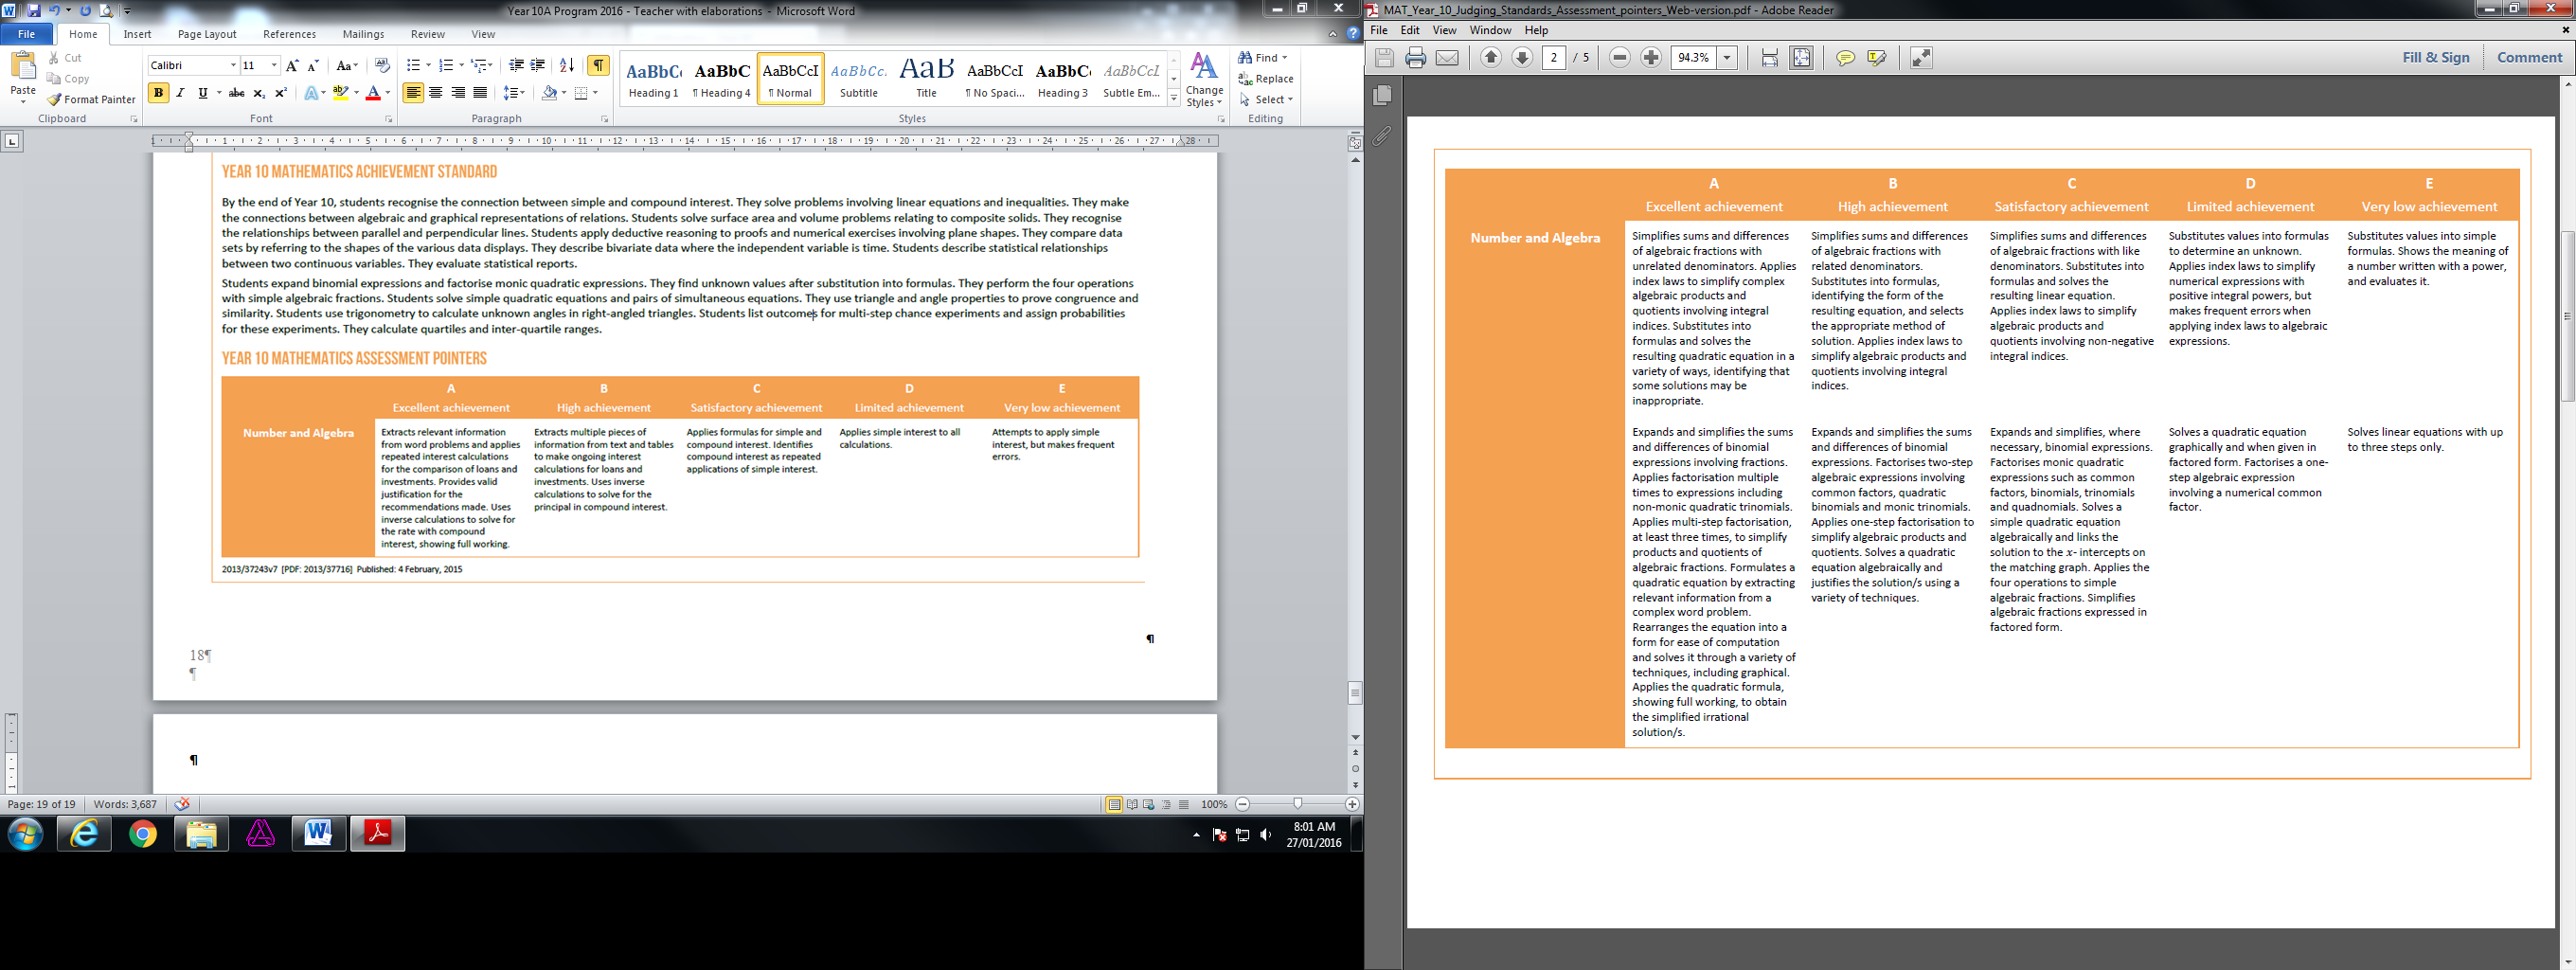 Year 10A Program 2016 - Teacher with elaborations - Microsoft Word
File Home Insert Page Layout References Mailings Review View
Paste
Cut
Copy
Format Painter
Clipboard
Calibri 11
Font
Paragraph
AaBbCc AaBbC AaBbCcI AaBbCc. AaB AaBbCcI AaBbC AaBbCcI
Heading 1 ¶ Heading 4 ¶ Normal Subtitle Title ¶ No Spaci... Heading 3 Subtle Em...
Change Styles
Styles
Find
Replace
Select
Editing
1 1 2 3 4 5 6 7 8 9 10 11 12 13 14 15 16 17 18 19 20 21 22 23 24 25 26 27 28
YEAR 10 MATHEMATICS ACHIEVEMENT STANDARD
By the end of Year 10, students recognise the connection between simple and compound interest. They solve problems involving linear equations and inequalities. They make
the connections between algebraic and graphical representations of relations. Students solve surface area and volume problems relating to composite solids. They recognise
the relationships between parallel and perpendicular lines. Students apply deductive reasoning to proofs and numerical exercises involving plane shapes. They compare data
sets by referring to the shapes of the various data displays. They describe bivariate data where the independent variable is time. Students describe statistical relationships
between two continuous variables. They evaluate statistical reports.
Students expand binomial expressions and factorise monic quadratic expressions. They find unknown values after substitution into formulas. They perform the four operations
with simple algebraic fractions. Students solve simple quadratic equations and pairs of simultaneous equations. They use triangle and angle properties to prove congruence and
similarity. Students use trigonometry to calculate unknown angles in right-angled triangles. Students list outcomes for multi-step chance experiments and assign probabilities
for these experiments. They calculate quartiles and inter-quartile ranges.
YEAR 10 MATHEMATICS ASSESSMENT POINTERS
A B C D E
Excellent achievement High achievement Satisfactory achievement Limited achievement Very low achievement
Number and Algebra
Extracts relevant information
from word problems and applies
repeated interest calculations
for the comparison of loans and
investments. Provides valid
justification for the
recommendations made. Uses
inverse calculations to solve for
the rate with compound
interest, showing full working.
Extracts multiple pieces of
information from text and tables
to make ongoing interest
calculations for loans and
investments. Uses inverse
calculations to solve for the
principal in compound interest.
Applies formulas for simple and
compound interest. Identifies
compound interest as repeated
applications of simple interest.
Applies simple interest to all
calculations.
Attempts to apply simple
interest, but makes frequent
errors.
2013/37243v7 [PDF: 2013/37716] Published: 4 February, 2015
¶
18¶
¶
¶
Page: 19 of 19 Words: 3,687 100%
8:01 AM
27/01/2016
MAT_Year_10_Judging_Standards_Assessment_pointers_Web-version.pdf - Adobe Reader
File Edit View Window Help
2 / 5 94.3% Fill & Sign Comment
A B C D E
Excellent achievement High achievement Satisfactory achievement Limited achievement Very low achievement
Number and Algebra
Simplifies sums and differences
of algebraic fractions with
unrelated denominators. Applies
index laws to simplify complex
algebraic products and
quotients involving integral
indices. Substitutes into
formulas and solves the
resulting quadratic equation in a
variety of ways, identifying that
some solutions may be
inappropriate.
Simplifies sums and differences
of algebraic fractions with
related denominators.
Substitutes into formulas,
identifying the form of the
resulting equation, and selects
the appropriate method of
solution. Applies index laws to
simplify algebraic products and
quotients involving integral
indices.
Simplifies sums and differences
of algebraic fractions with like
denominators. Substitutes into
formulas and solves the
resulting linear equation.
Applies index laws to simplify
algebraic products and
quotients involving non-negative
integral indices.
Substitutes values into formulas
to determine an unknown.
Applies index laws to simplify
numerical expressions with
positive integral powers, but
makes frequent errors when
applying index laws to algebraic
expressions.
Substitutes values into simple
formulas. Shows the meaning of
a number written with a power,
and evaluates it.
Expands and simplifies the sums
and differences of binomial
expressions involving fractions.
Applies factorisation multiple
times to expressions including
non-monic quadratic trinomials.
Applies multi-step factorisation,
at least three times, to simplify
products and quotients of
algebraic fractions. Formulates a
quadratic equation by extracting
relevant information from a
complex word problem.
Rearranges the equation into a
form for ease of computation
and solves it through a variety of
techniques, including graphical.
Applies the quadratic formula,
showing full working, to obtain
the simplified irrational
solution/s.
Expands and simplifies the sums
and differences of binomial
expressions. Factorises two-step
algebraic expressions involving
common factors, quadratic
binomials and monic trinomials.
Applies one-step factorisation to
simplify algebraic products and
quotients. Solves a quadratic
equation algebraically and
justifies the solution/s using a
variety of techniques.
Expands and simplifies, where
necessary, binomial expressions.
Factorises monic quadratic
expressions such as common
factors, binomials, trinomials
and quadnomials. Solves a
simple quadratic equation
algebraically and links the
solution to the x- intercepts on
the matching graph. Applies the
four operations to simple
algebraic fractions. Simplifies
algebraic fractions expressed in
factored form.
Solves a quadratic equation
graphically and when given in
factored form. Factorises a one-
step algebraic expression
involving a numerical common
factor.
Solves linear equations with up
to three steps only.